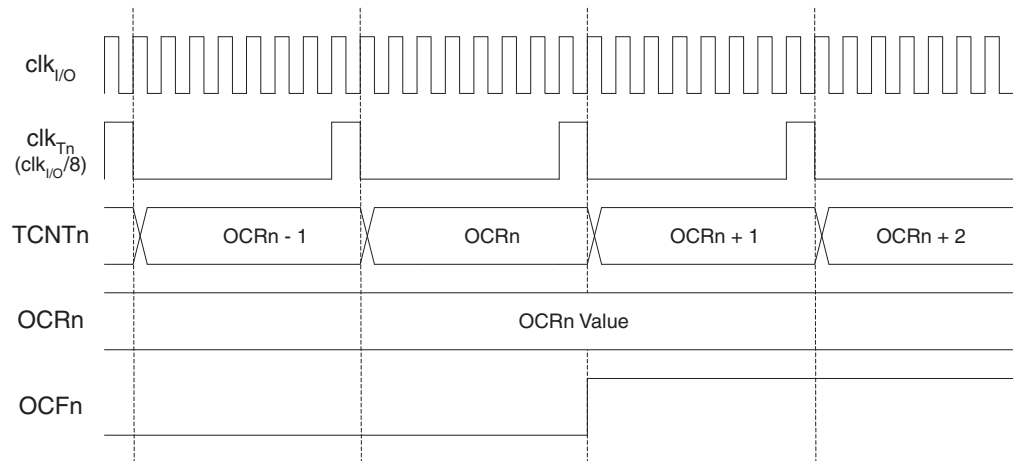 clkI/O
clkTn
(clkI/O/8)
TCNTn
OCRn - 1
OCRn
OCRn + 1
OCRn + 2
OCRn
OCRn Value
OCFn